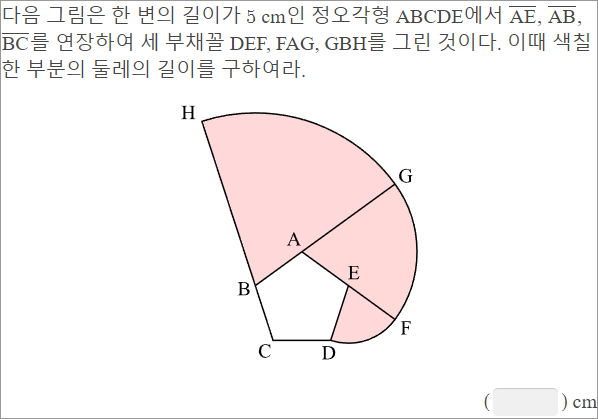 다음 그림은 한 변의 길이가 5 cm인 정오각형 ABCDE에서 A͞E, A͞B,
B͞C를 연장하여 세 부채꼴 DEF, FAG, GBH를 그린 것이다. 이때 색칠
한 부분의 둘레의 길이를 구하여라.
H
G
A
E
B
F
C
D
( ) cm